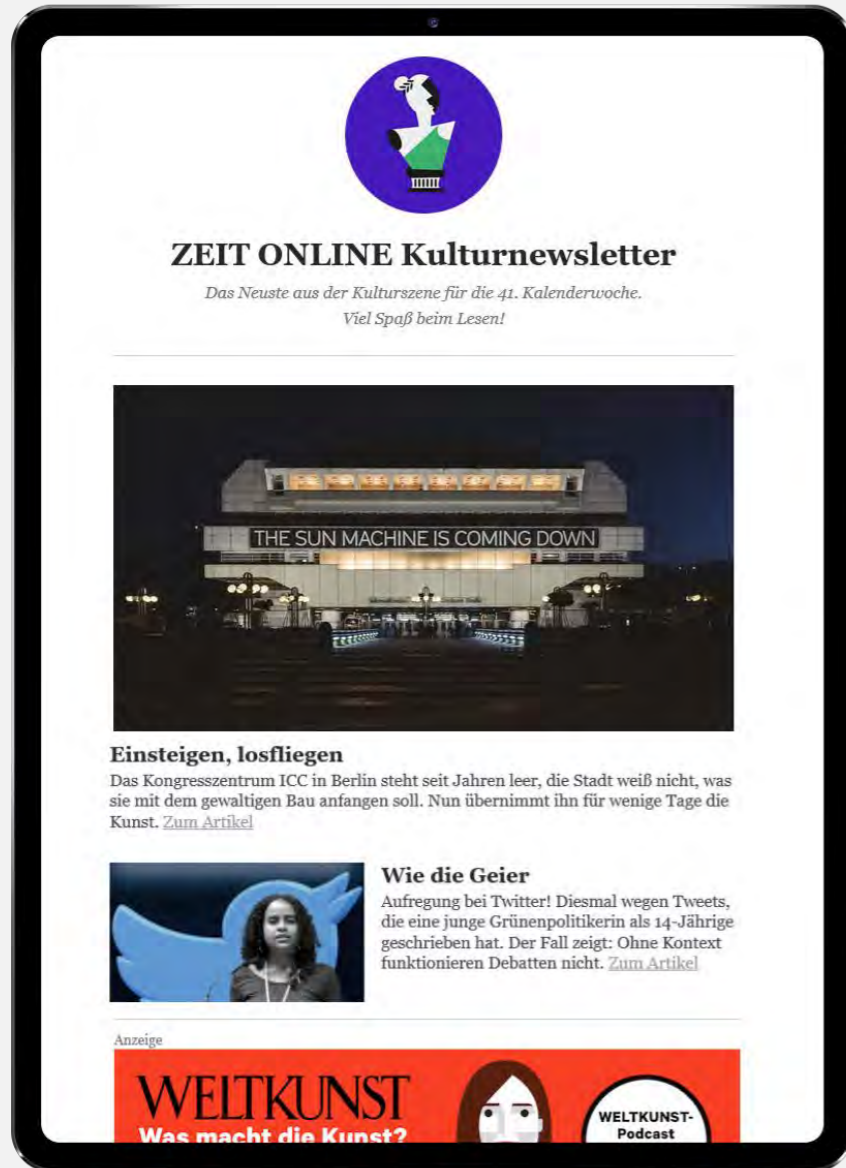 ZEIT ONLINE Kulturnewsletter
Das Neuste aus der Kulturszene für die 41. Kalenderwoche.
Viel Spaß beim Lesen!
THE SUN MACHINE IS COMING DOWN
Einsteigen, losfliegen
Das Kongresszentrum ICC in Berlin steht seit Jahren leer, die Stadt weiß nicht, was
sie mit dem gewaltigen Bau anfangen soll. Nun übernimmt ihn für wenige Tage die
Kunst. Zum Artikel
Wie die Geier
Aufregung bei Twitter! Diesmal wegen Tweets,
die eine junge Grünenpolitikerin als 14-Jährige
geschrieben hat. Der Fall zeigt: Ohne Kontext
funktionieren Debatten nicht. Zum Artikel
Anzeige
WELTKUNST
Was macht die Kunst?
WELTKUNST-
Podcast